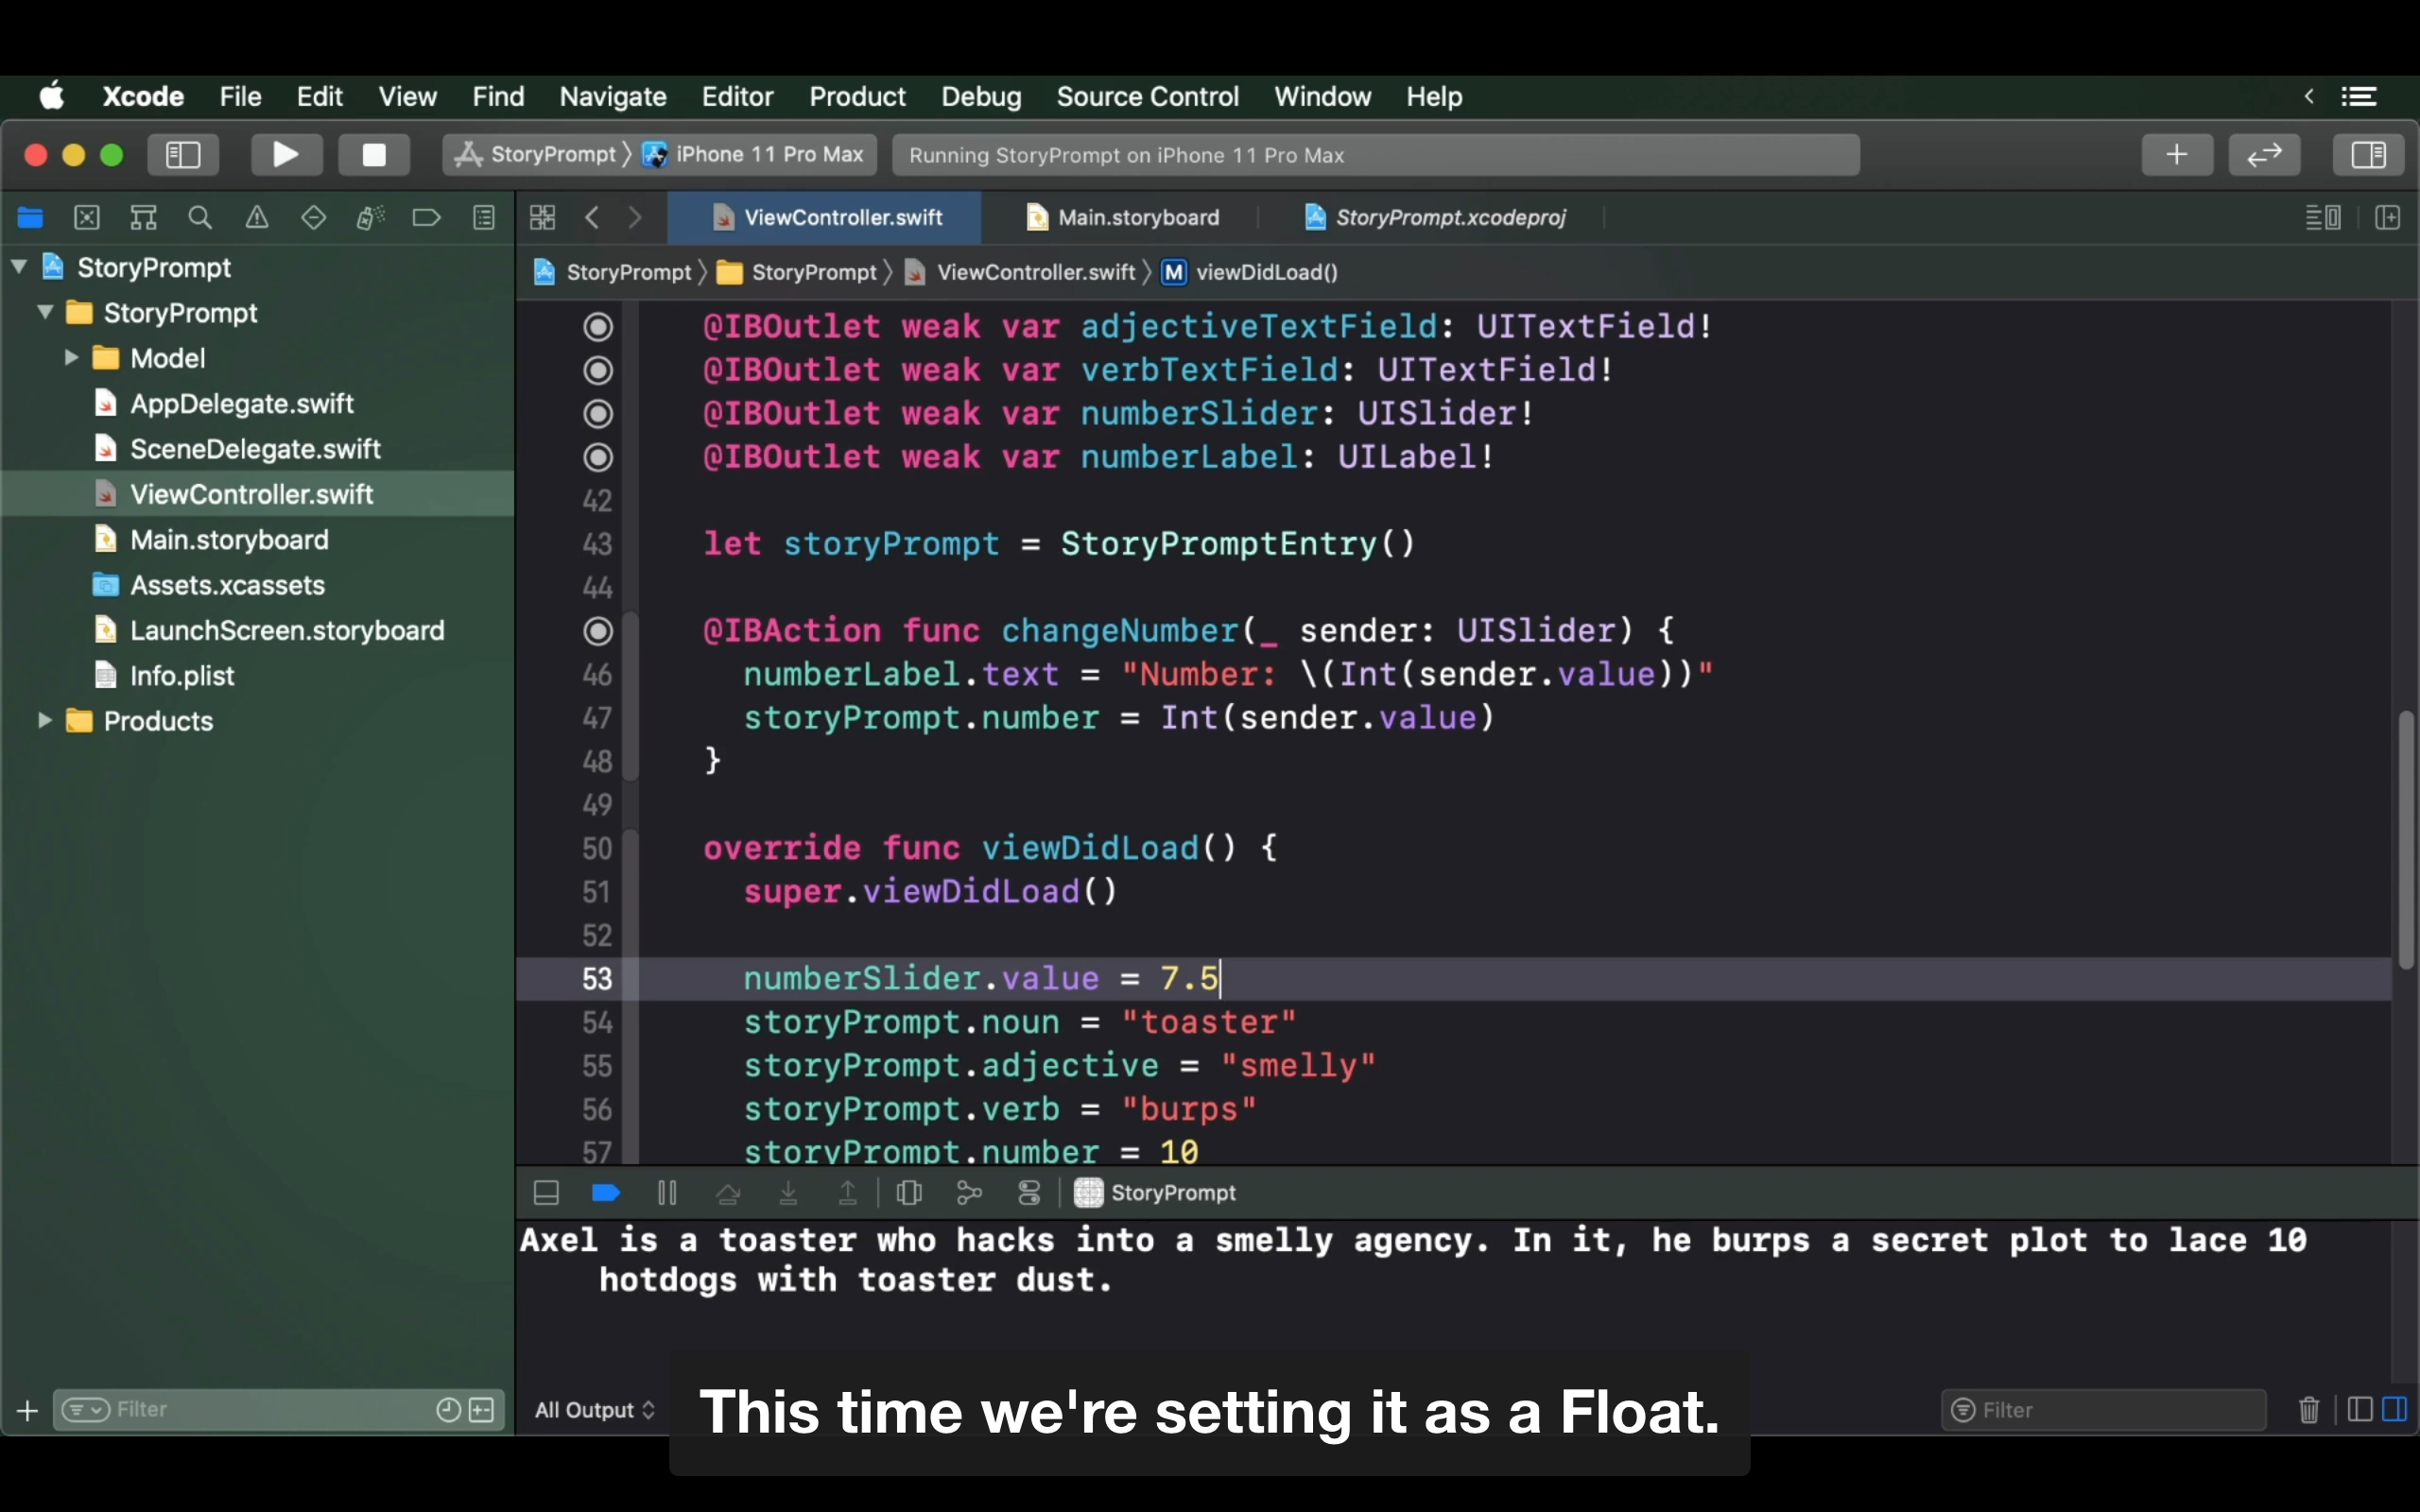 Xcode File Edit View Find Navigate Editor Product Debug Source Control Window Help
StoryPrompt 〉 iPhone 11 Pro Max
Running StoryPrompt on iPhone 11 Pro Max
ViewController.swift
Main.storyboard
StoryPrompt.xcodeproj
StoryPrompt 〉 StoryPrompt 〉 ViewController.swift 〉 M viewDidLoad()
StoryPrompt
StoryPrompt
Model
AppDelegate.swift
SceneDelegate.swift
ViewController.swift
Main.storyboard
Assets.xcassets
LaunchScreen.storyboard
Info.plist
Products
Filter
@IBOutlet weak var adjectiveTextField: UITextField!
@IBOutlet weak var verbTextField: UITextField!
@IBOutlet weak var numberSlider: UISlider!
@IBOutlet weak var numberLabel: UILabel!
42
43 let storyPrompt = StoryPromptEntry()
44
@IBAction func changeNumber(_ sender: UISlider) {
46 numberLabel.text = "Number: \(Int(sender.value))"
47 storyPrompt.number = Int(sender.value)
48 }
49
50 override func viewDidLoad() {
51 super.viewDidLoad()
52
53 numberSlider.value = 7.5
54 storyPrompt.noun = "toaster"
55 storyPrompt.adjective = "smelly"
56 storyPrompt.verb = "burps"
57 storyPrompt.number = 10
StoryPrompt
Axel is a toaster who hacks into a smelly agency. In it, he burps a secret plot to lace 10
hotdogs with toaster dust.
All Output
Filter
This time we're setting it as a Float.